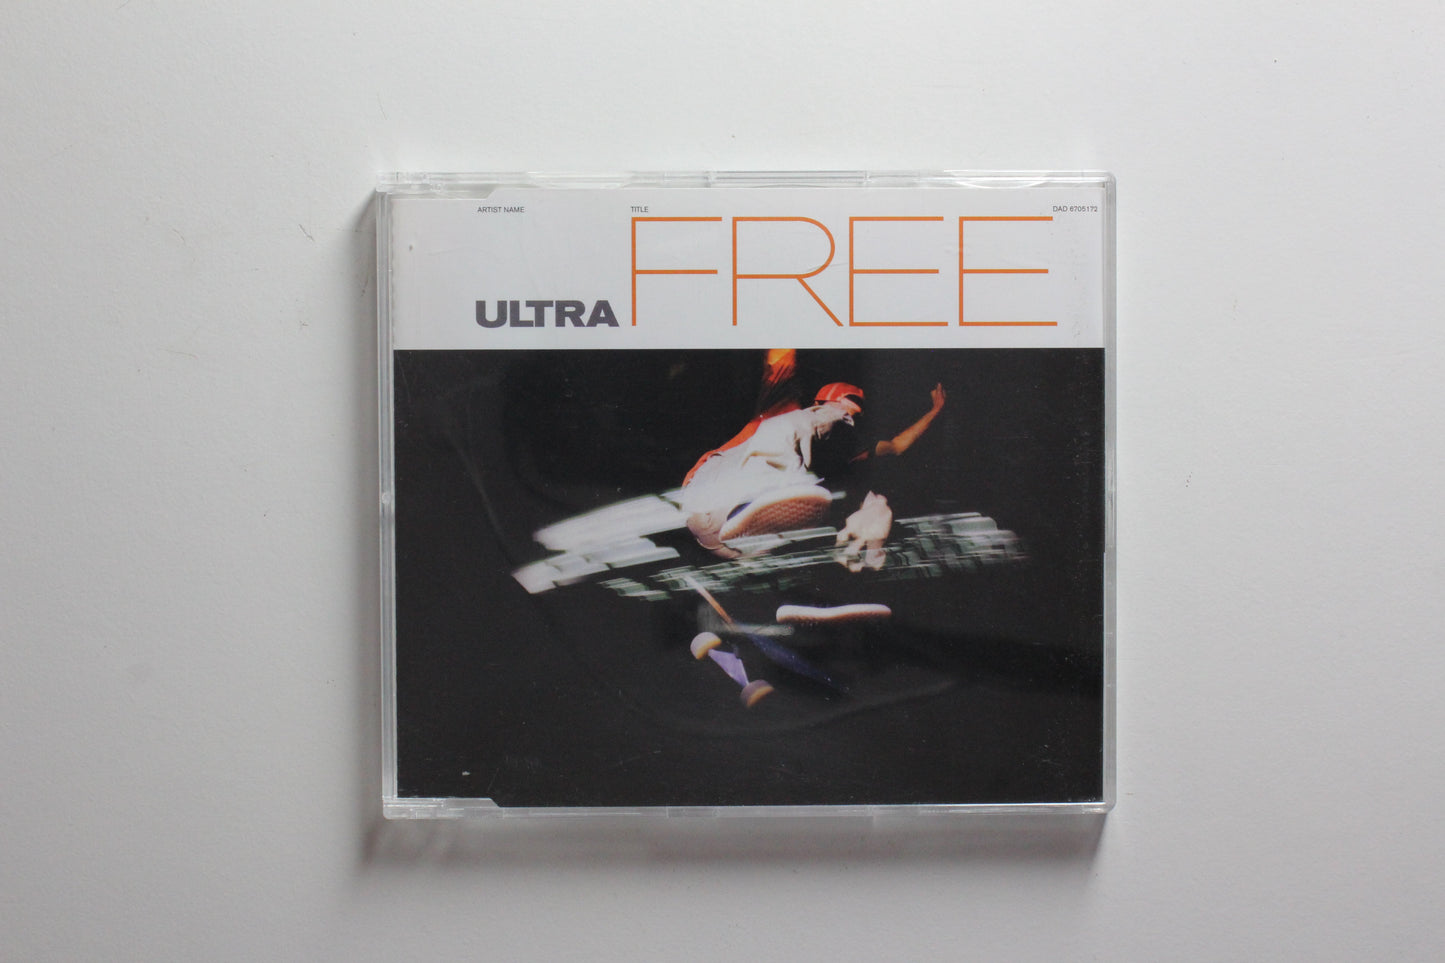 ARTIST NAME
TITLE
DAD 6705172
ULTRA
FREE